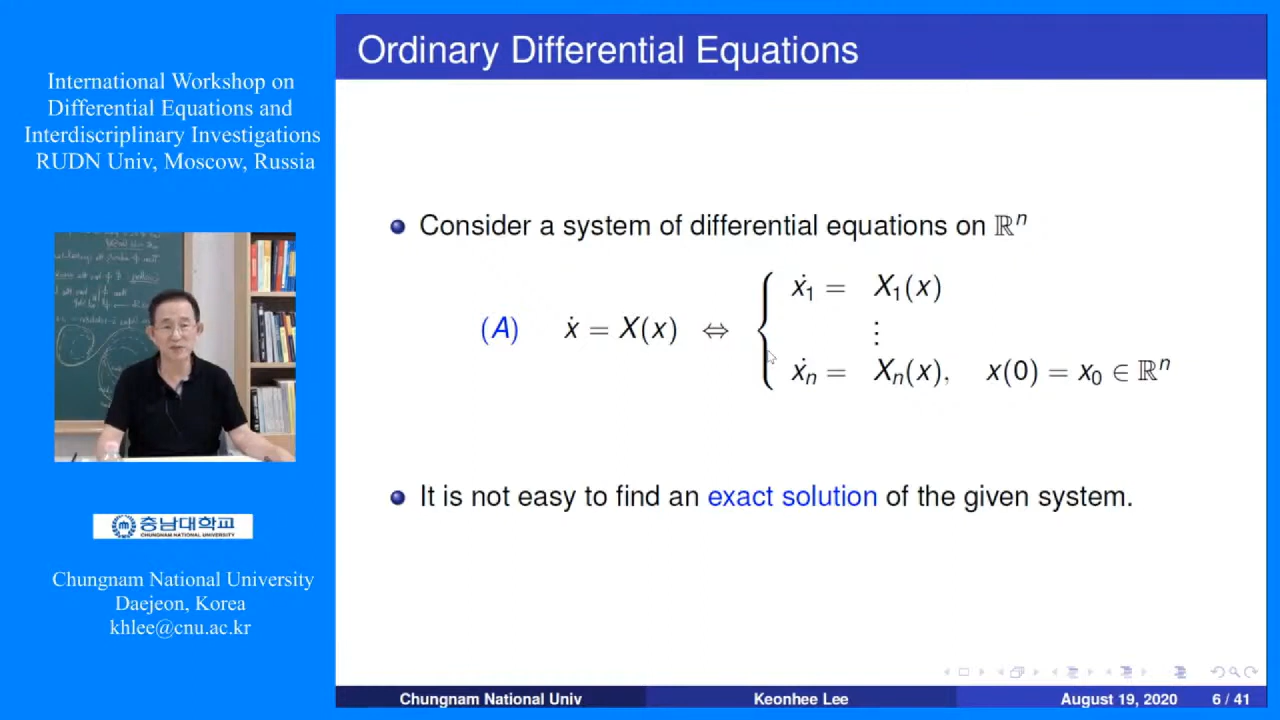 International Workshop on
Differential Equations and
Interdiscriplinary Investigations
RUDN Univ, Moscow, Russia
충남대학교
CHUNGNAM NATIONAL UNIVERSITY
Chungnam National University
Daejeon, Korea
khlee@cnu.ac.kr
Ordinary Differential Equations
Consider a system of differential equations on ℝⁿ
(A) ẋ = X(x) ⇔ { ẋ₁ = X₁(x)
⋮
ẋₙ = Xₙ(x), x(0) = x₀ ∈ ℝⁿ
It is not easy to find an exact solution of the given system.
Chungnam National Univ Keonhee Lee August 19, 2020 6 / 41